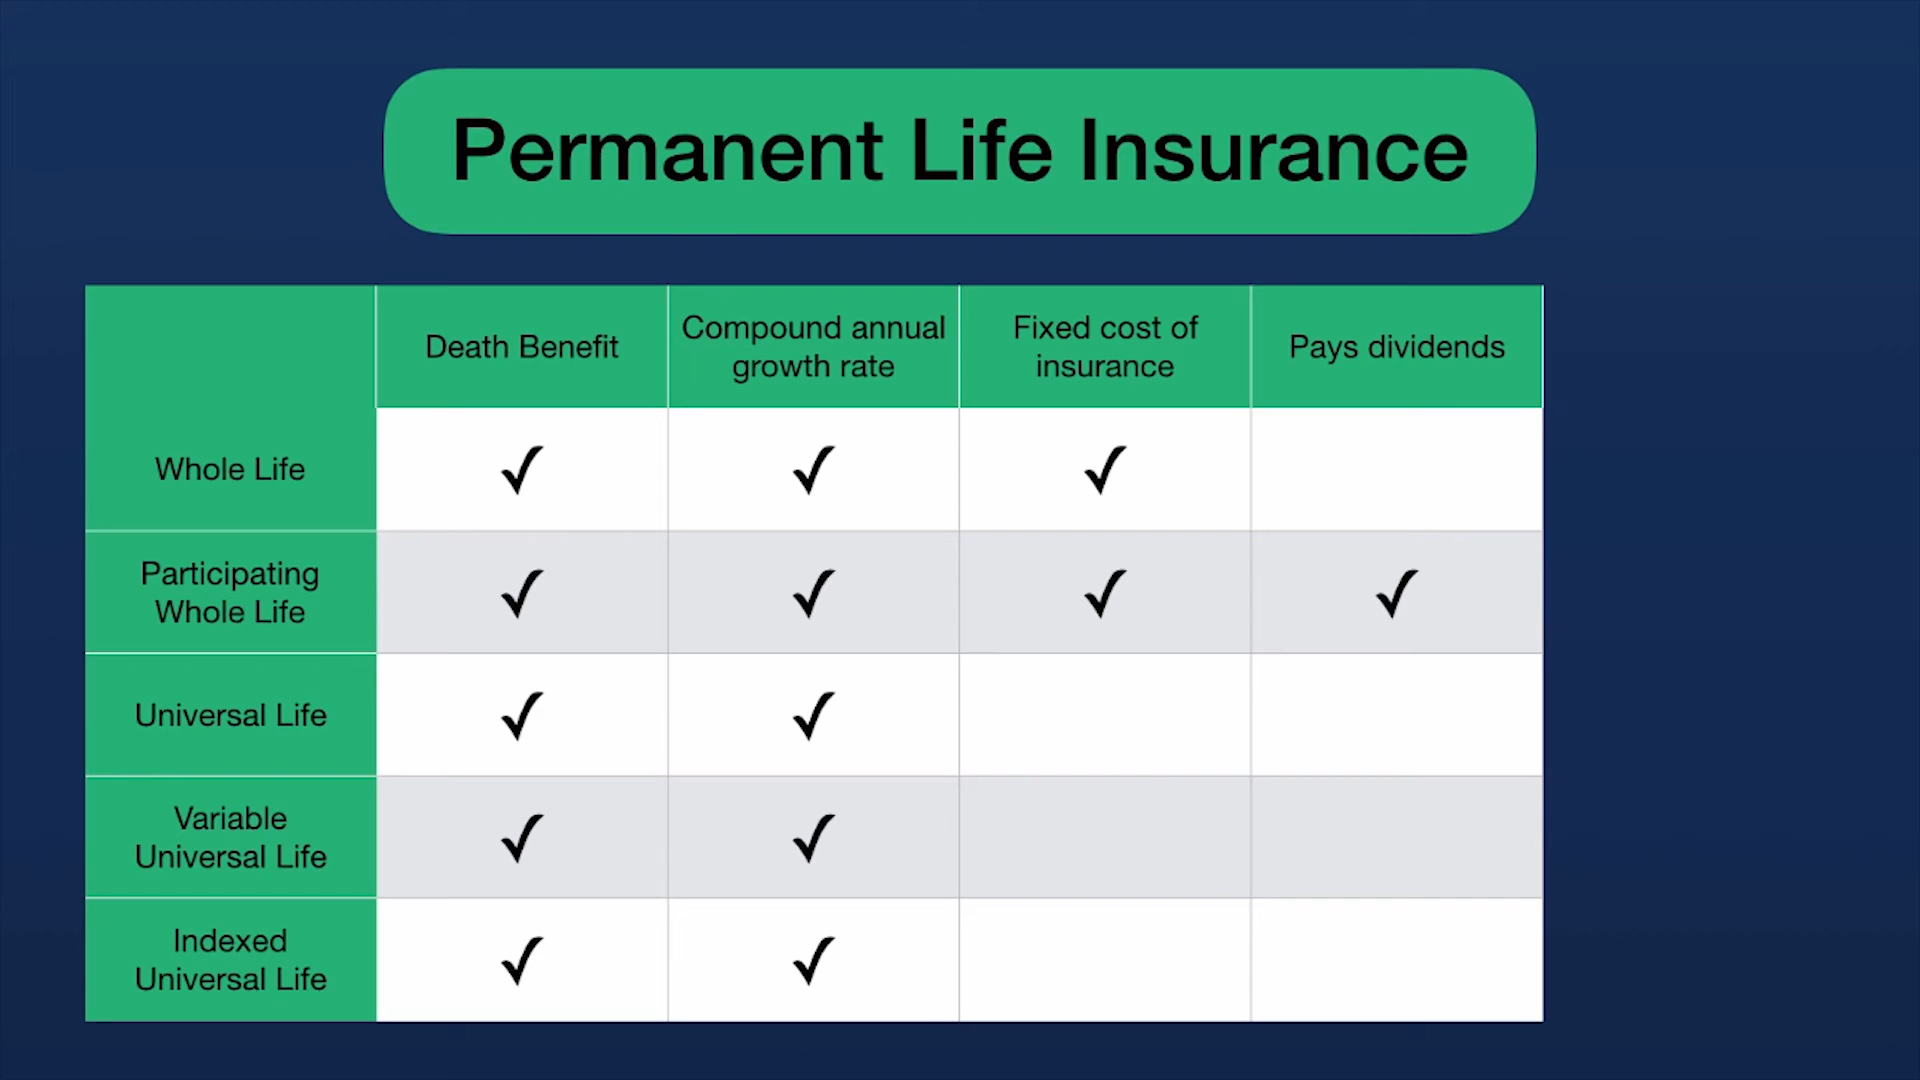 Permanent Life Insurance
Death Benefit
Compound annual
growth rate
Fixed cost of
insurance
Pays dividends
Whole Life
✓ ✓ ✓
Participating
Whole Life
✓ ✓ ✓ ✓
Universal Life
✓ ✓
Variable
Universal Life
✓ ✓
Indexed
Universal Life
✓ ✓